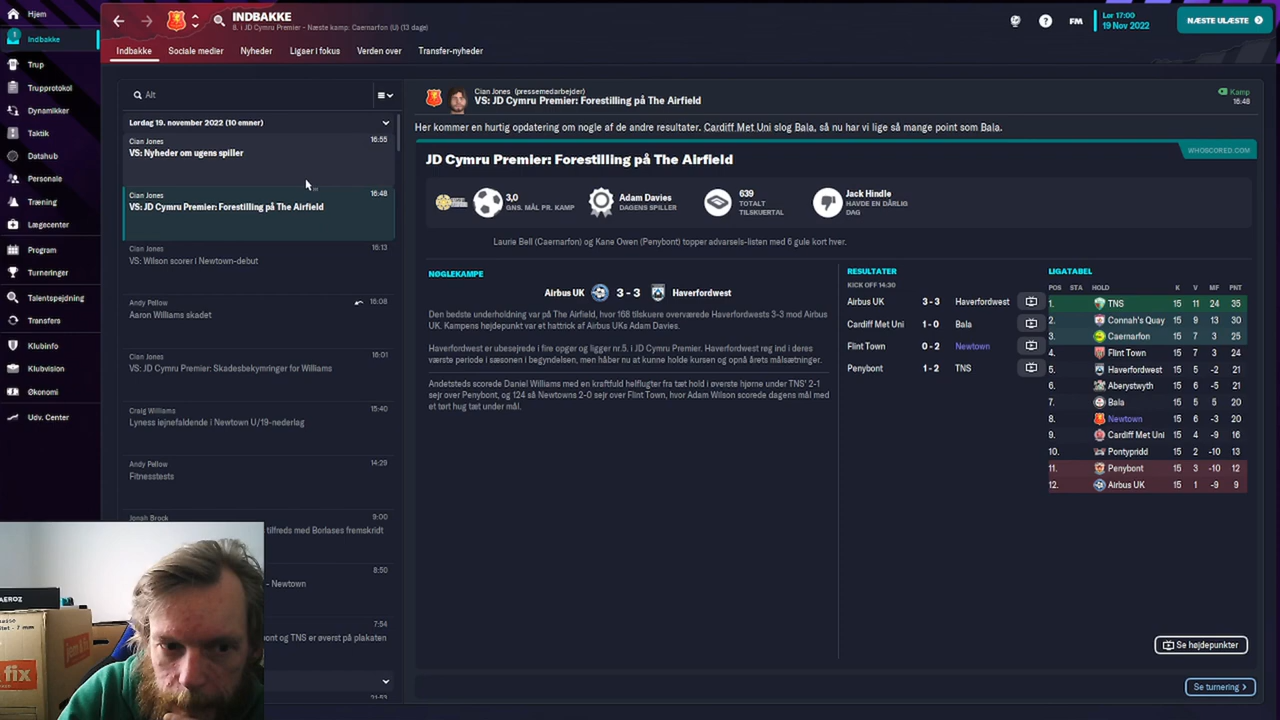 Hjem
Indbakke
Trup
Trupprotokol
Dynamikker
Taktik
Datahub
Personale
Træning
Lægecenter
Program
Turneringer
Talentspejdning
Transfers
Klubinfo
Klubvision
Økonomi
Udv. Center
INDBAKKE
8. i JD Cymru Premier - Næste kamp: Caernarfon (U) (13 dage)
FM
Lør 17:00
19 Nov 2022
NÆSTE ULÆSTE
Indbakke
Sociale medier
Nyheder
Ligaer i fokus
Verden over
Transfer-nyheder
Alt
Lørdag 19. november 2022 (10 emner)
Cian Jones 16:55
VS: Nyheder om ugens spiller
Cian Jones 16:48
VS: JD Cymru Premier: Forestilling på The Airfield
Cian Jones 16:13
VS: Wilson scorer i Newtown-debut
Andy Pellow 16:08
Aaron Williams skadet
Cian Jones 16:01
VS: JD Cymru Premier: Skadesbekymringer for Williams
Craig Williams 15:40
Lyness iøjnefaldende i Newtown U/19-nederlag
Andy Pellow 14:29
Fitnesstests
Jonah Brock 9:00
tilfreds med Borlases fremskridt
8:50
- Newtown
7:54
ont og TNS er øverst på plakaten
21:53
Cian Jones (pressemedarbejder)
VS: JD Cymru Premier: Forestilling på The Airfield
Kamp
16:48
Her kommer en hurtig opdatering om nogle af de andre resultater. Cardiff Met Uni slog Bala, så nu har vi lige så mange point som Bala.
WHOSCORED.COM
JD Cymru Premier: Forestilling på The Airfield
3,0
GNS. MÅL PR. KAMP
Adam Davies
DAGENS SPILLER
639
TOTALT
TILSKUERTAL
Jack Hindle
HAVDE EN DÅRLIG
DAG
Laurie Bell (Caernarfon) og Kane Owen (Penybont) topper advarsels-listen med 6 gule kort hver.
NØGLEKAMPE
Airbus UK 3 - 3 Haverfordwest
Den bedste underholdning var på The Airfield, hvor 168 tilskuere overværede Haverfordwests 3-3 mod Airbus
UK. Kampens højdepunkt var et hattrick af Airbus UKs Adam Davies.
Haverfordwest er ubesejrede i fire opgør og ligger nr.5. i JD Cymru Premier. Haverfordwest røg ind i deres
værste periode i sæsonen i begyndelsen, men håber nu at kunne holde kursen og opnå årets målsætninger.
Andetsteds scorede Daniel Williams med en kraftfuld helflugter fra tæt hold i øverste hjørne under TNS' 2-1
sejr over Penybont, og 124 så Newtowns 2-0 sejr over Flint Town, hvor Adam Wilson scorede dagens mål med
et tørt hug tæt under mål.
RESULTATER
KICK OFF 14:30
Airbus UK 3-3 Haverfordwest
Cardiff Met Uni 1-0 Bala
Flint Town 0-2 Newtown
Penybont 1-2 TNS
LIGATABEL
POS STA HOLD K V MF PNT
1. TNS 15 11 24 35
2. Connah's Quay 15 9 13 30
3. Caernarfon 15 7 3 25
4. Flint Town 15 7 3 24
5. Haverfordwest 15 5 -2 21
6. Aberystwyth 15 6 -5 21
7. Bala 15 5 5 20
8. Newtown 15 6 -3 20
9. Cardiff Met Uni 15 4 -9 16
10. Pontypridd 15 2 -10 13
11. Penybont 15 3 -10 12
12. Airbus UK 15 1 -9 9
Se højdepunkter
Se turnering
AEROZ
fix